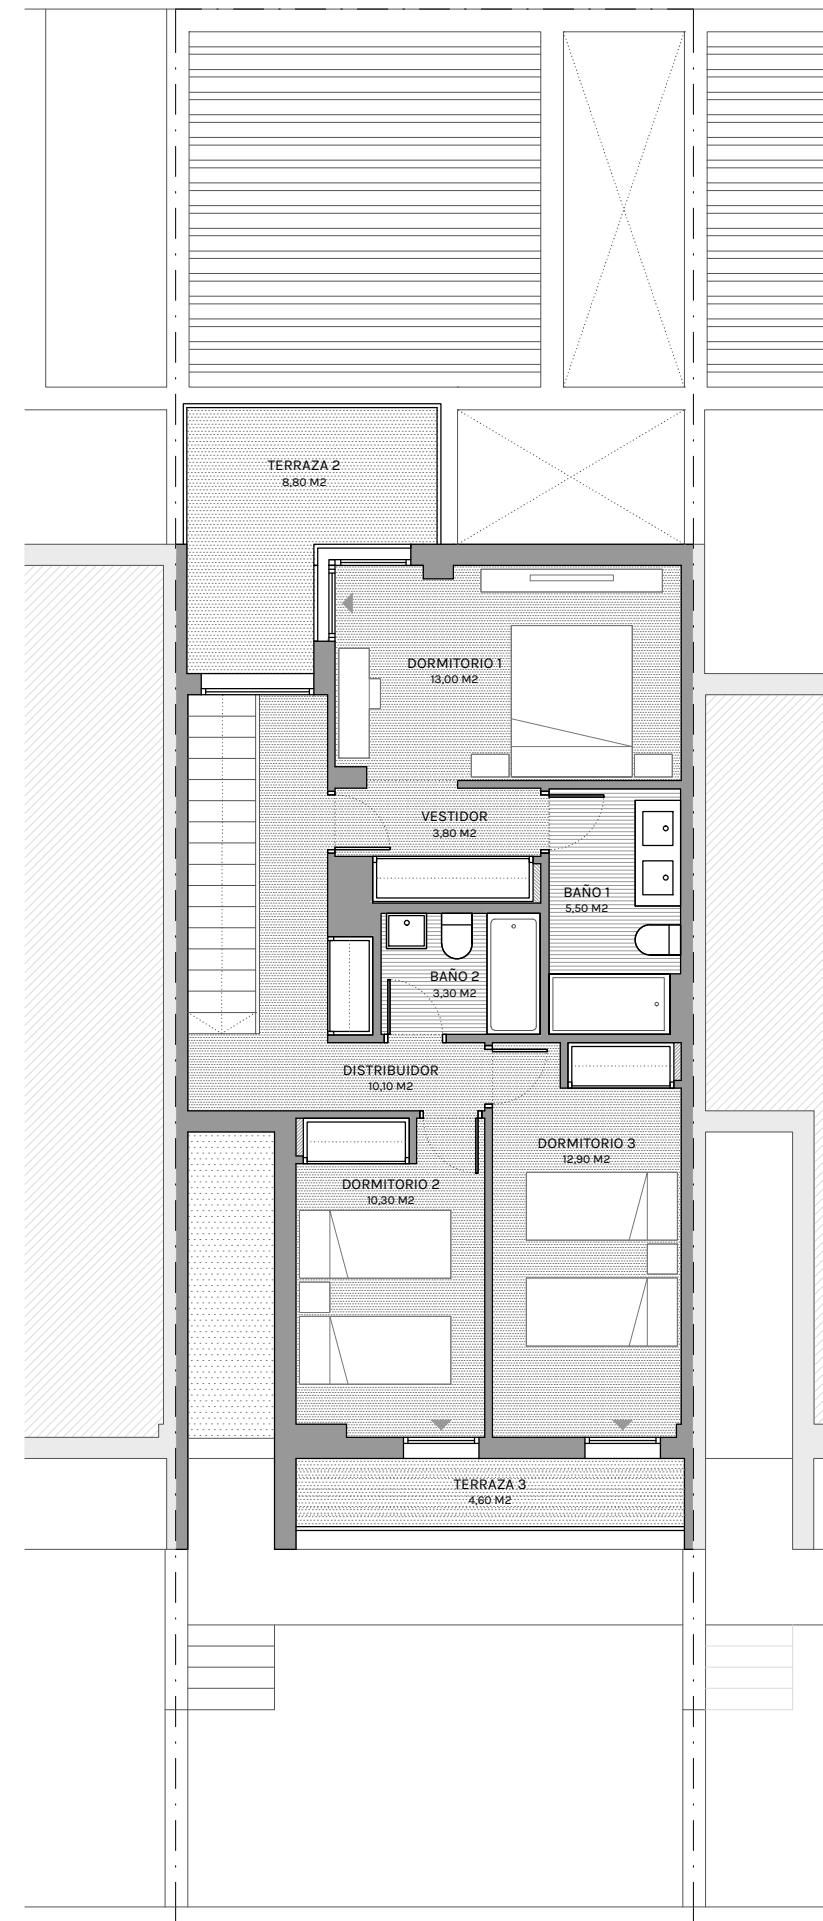 TERRAZA 2
8,80 M2
DORMITORIO 1
13,00 M2
VESTIDOR
3,80 M2
BAÑO 1
5,50 M2
BAÑO 2
3,30 M2
DISTRIBUIDOR
10,10 M2
DORMITORIO 3
12,90 M2
DORMITORIO 2
10,30 M2
TERRAZA 3
4,60 M2